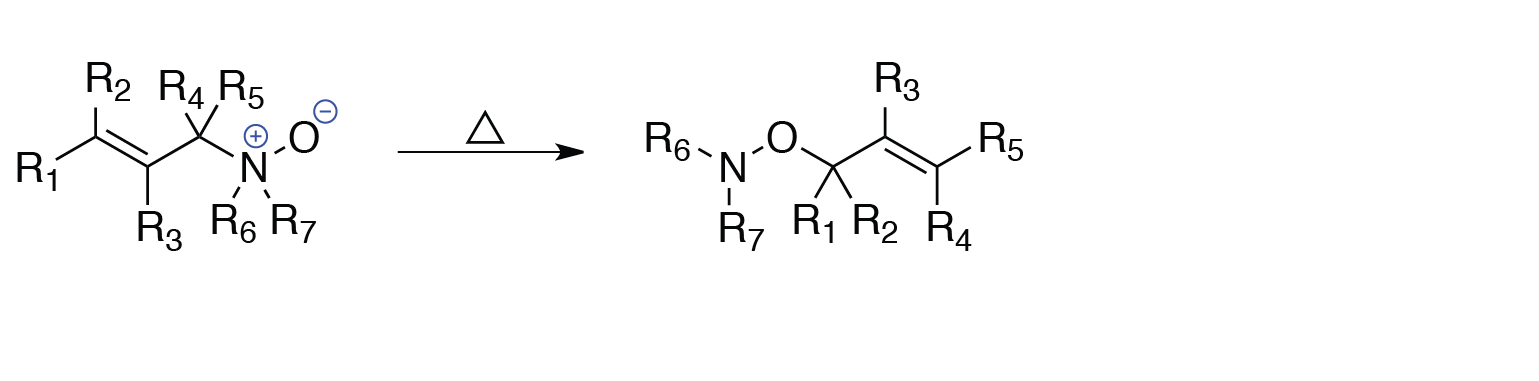 R2 R4 R5 ⊕ O ⊖
R1 N
R3 R6 R7
△
R3
R6 N O R5
R7 R1 R2 R4